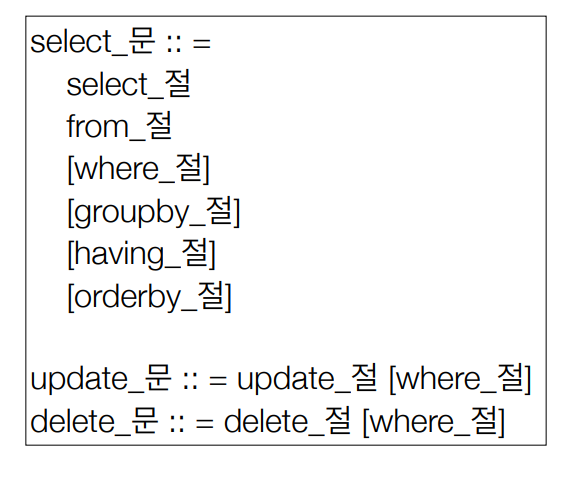 select_문 :: =
select_절
from_절
[where_절]
[groupby_절]
[having_절]
[orderby_절]
update_문 :: = update_절 [where_절]
delete_문 :: = delete_절 [where_절]